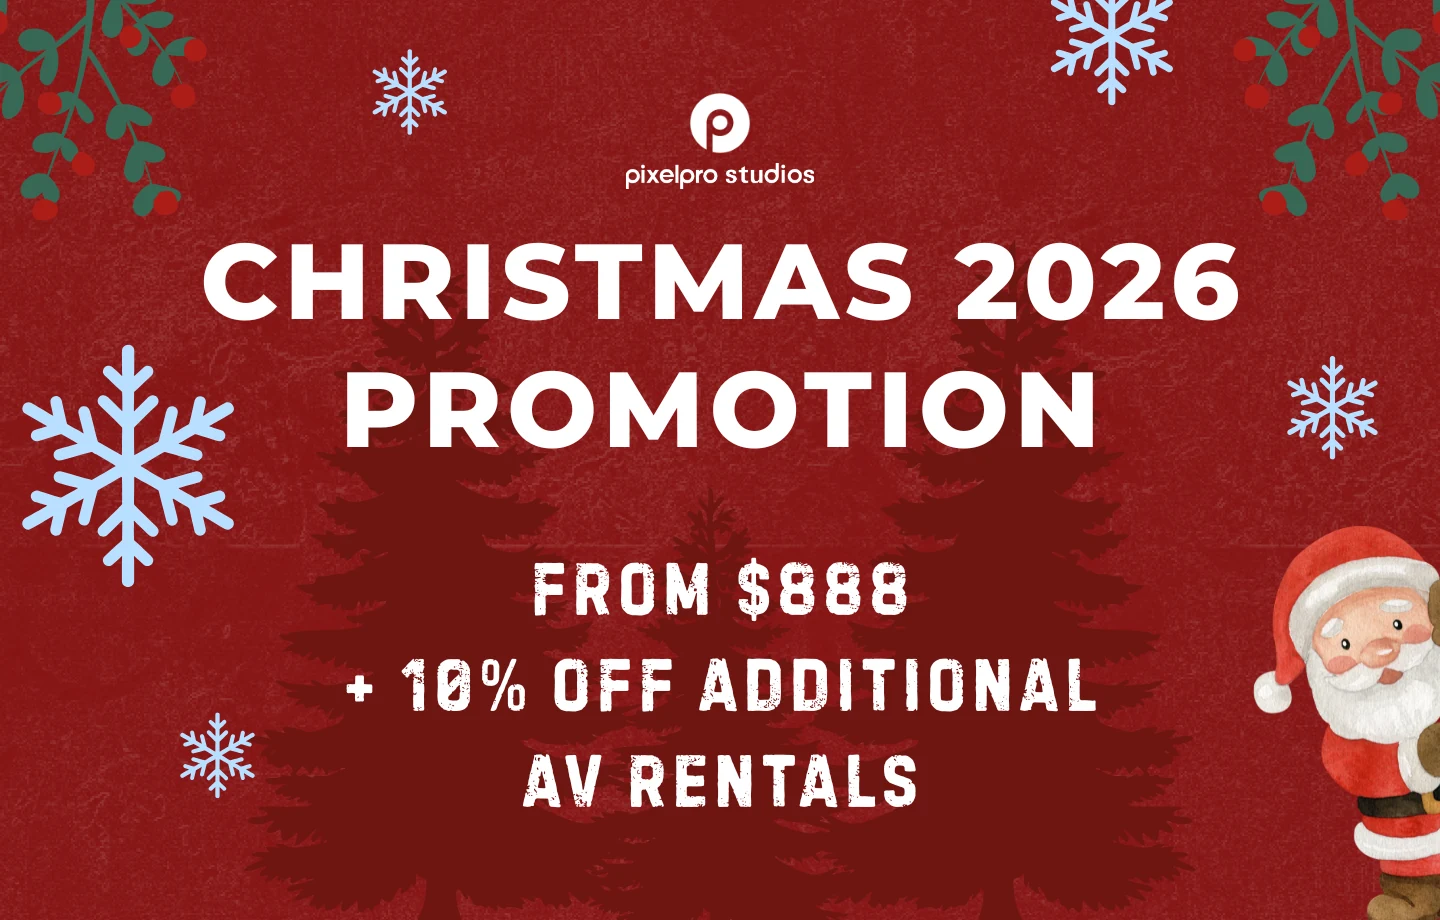 pixelpro studios
CHRISTMAS 2026
PROMOTION
FROM $888
+ 10% OFF ADDITIONAL
AV RENTALS